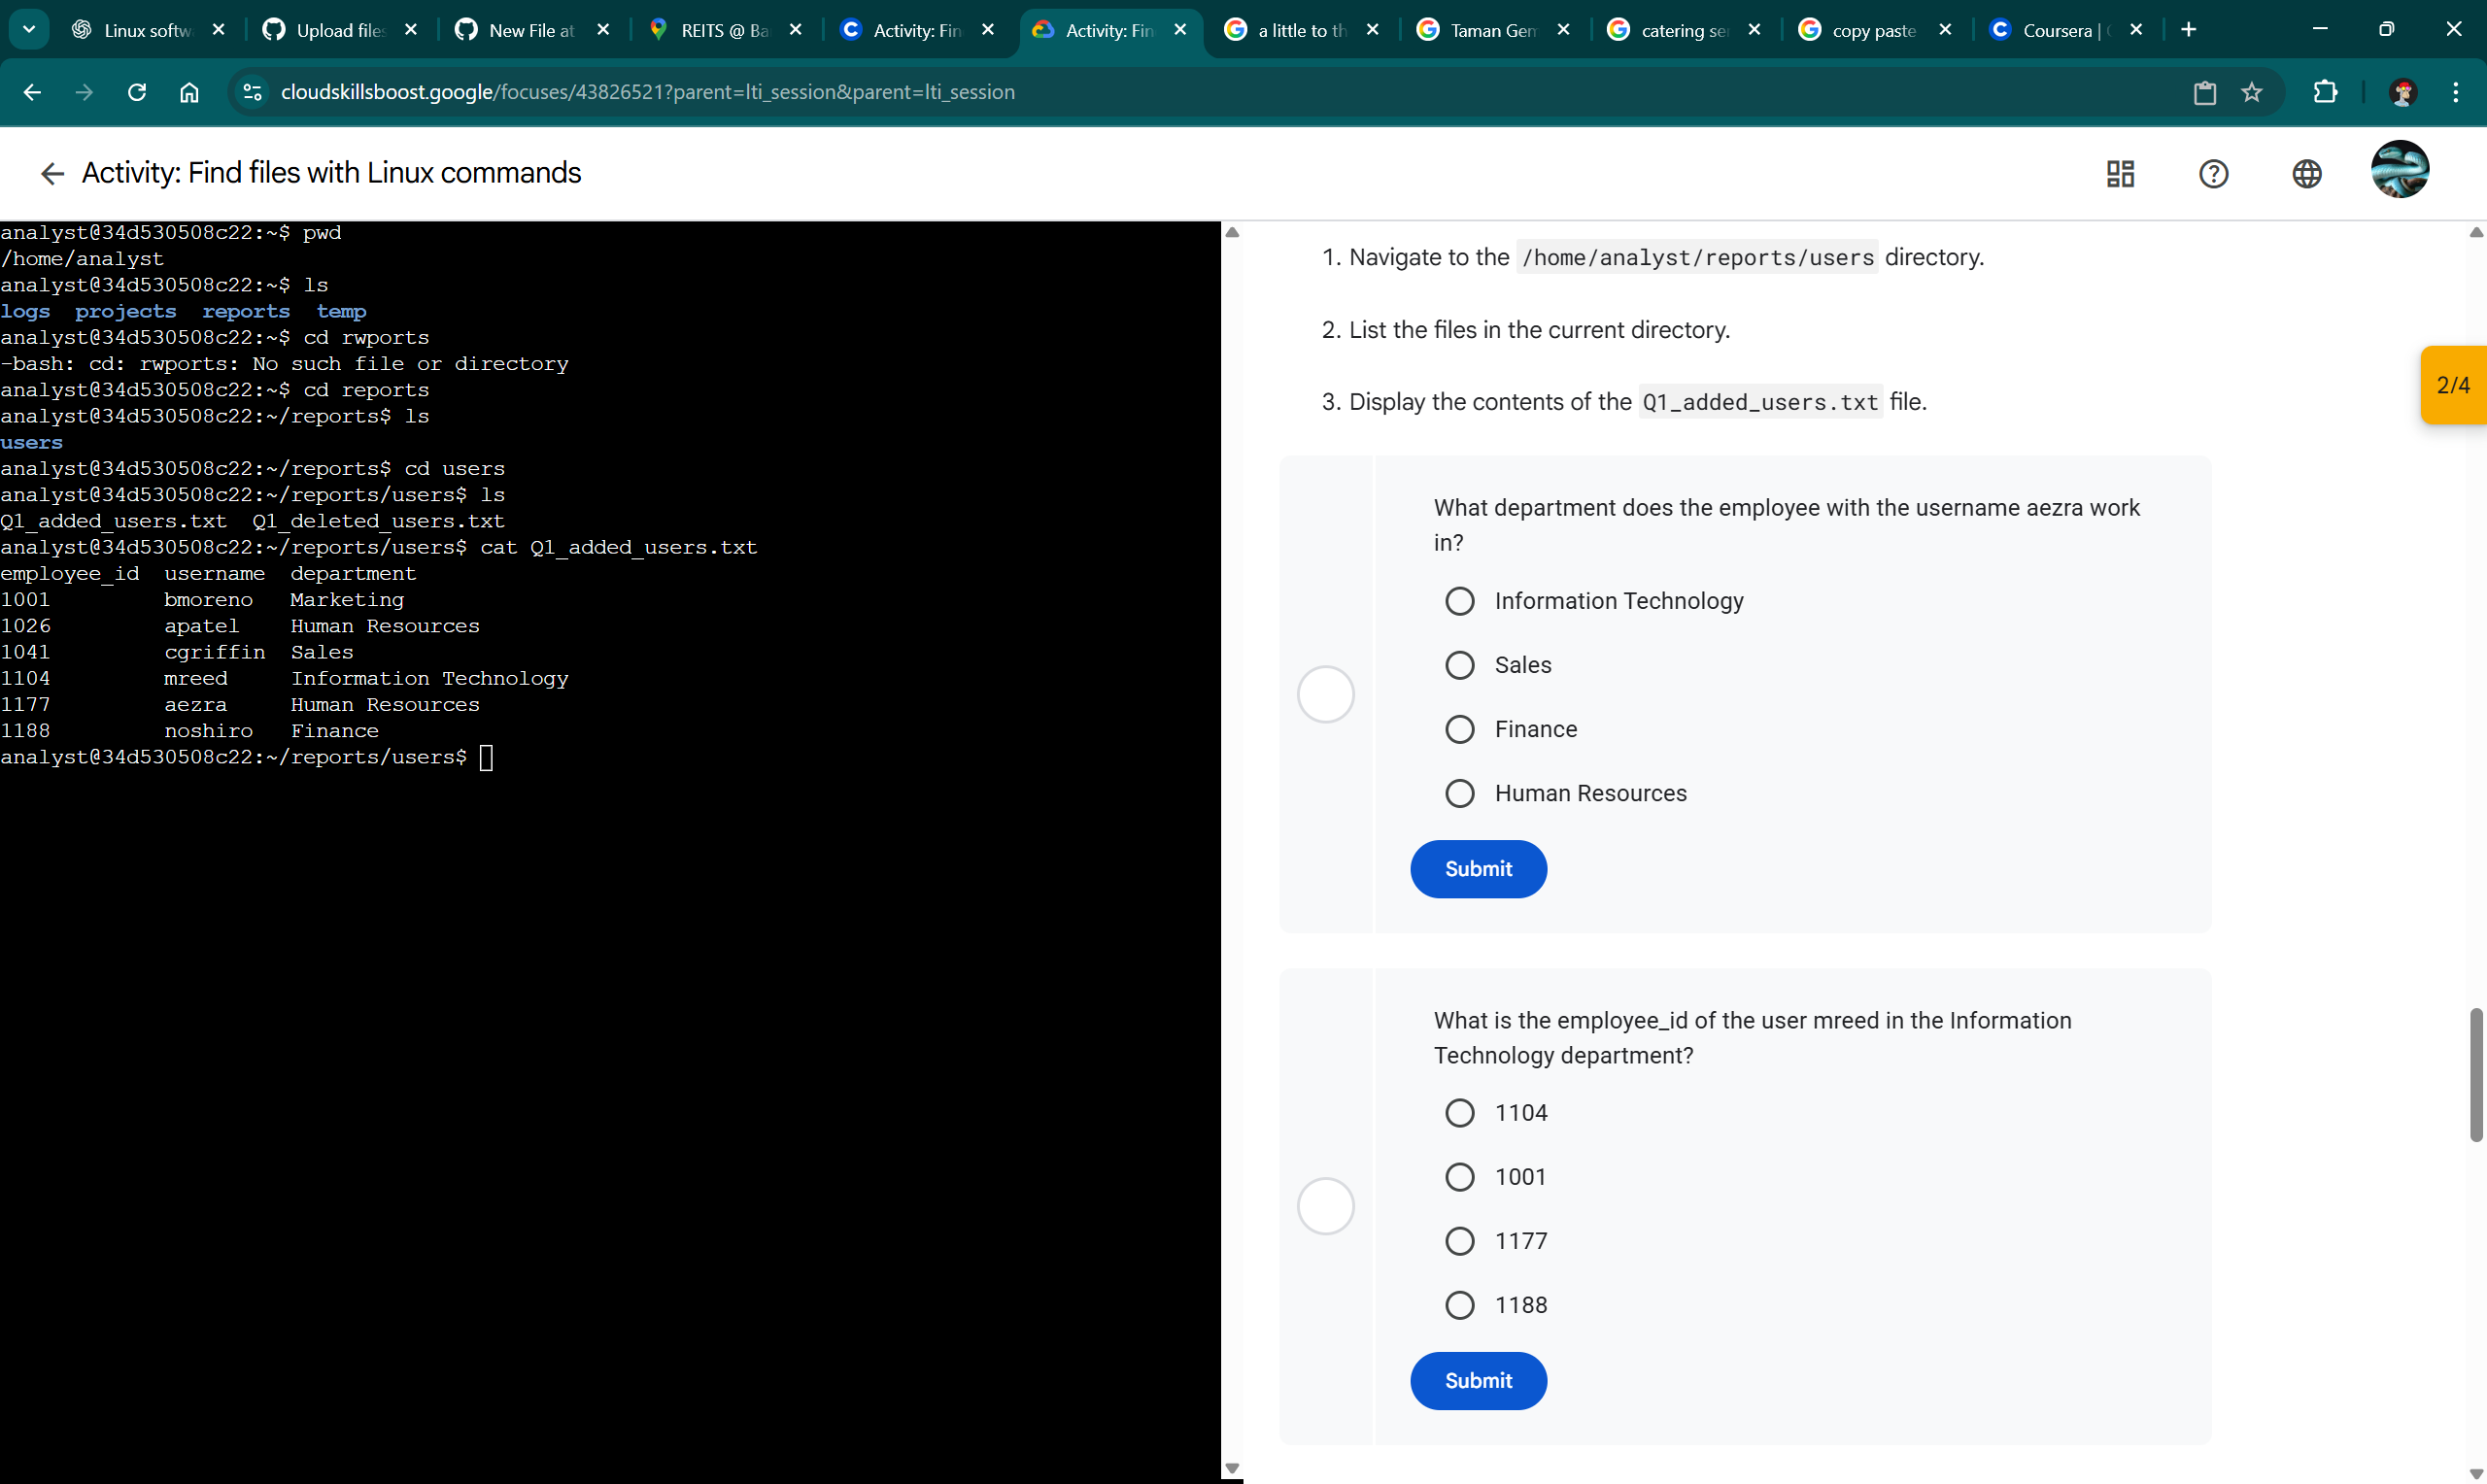 Linux softw
Upload files
New File at
REITS @ Ba
Activity: Fin
Activity: Fin
a little to th
Taman Gem
catering se
copy paste
Coursera |
cloudskillsboost.google/focuses/43826521?parent=lti_session&parent=lti_session
Activity: Find files with Linux commands
analyst@34d530508c22:~$ pwd
/home/analyst
analyst@34d530508c22:~$ ls
logs  projects  reports  temp
analyst@34d530508c22:~$ cd rwports
-bash: cd: rwports: No such file or directory
analyst@34d530508c22:~$ cd reports
analyst@34d530508c22:~/reports$ ls
users
analyst@34d530508c22:~/reports$ cd users
analyst@34d530508c22:~/reports/users$ ls
Q1_added_users.txt  Q1_deleted_users.txt
analyst@34d530508c22:~/reports/users$ cat Q1_added_users.txt
employee_id  username  department
1001         bmoreno   Marketing
1026         apatel    Human Resources
1041         cgriffin  Sales
1104         mreed     Information Technology
1177         aezra     Human Resources
1188         noshiro   Finance
analyst@34d530508c22:~/reports/users$
1. Navigate to the /home/analyst/reports/users directory.
2. List the files in the current directory.
3. Display the contents of the Q1_added_users.txt file.
2/4
What department does the employee with the username aezra work
in?
Information Technology
Sales
Finance
Human Resources
Submit
What is the employee_id of the user mreed in the Information
Technology department?
1104
1001
1177
1188
Submit